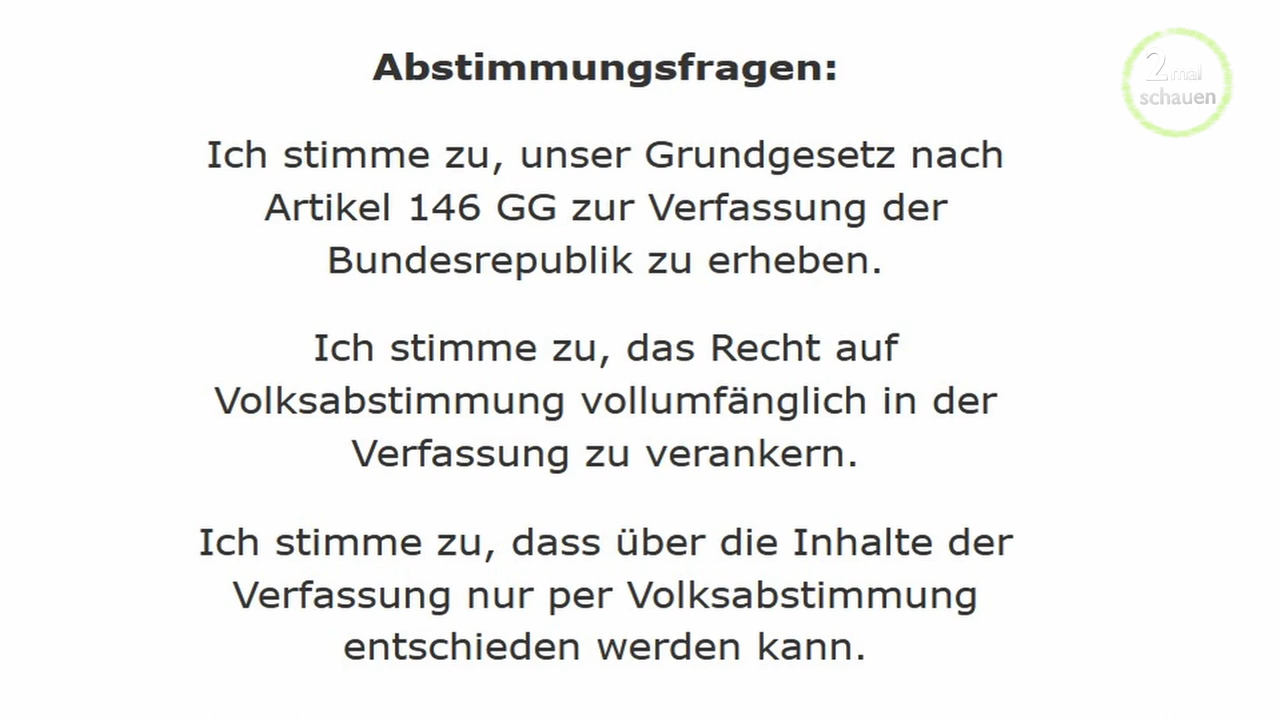 Abstimmungsfragen:
2mal
schauen
Ich stimme zu, unser Grundgesetz nach
Artikel 146 GG zur Verfassung der
Bundesrepublik zu erheben.
Ich stimme zu, das Recht auf
Volksabstimmung vollumfänglich in der
Verfassung zu verankern.
Ich stimme zu, dass über die Inhalte der
Verfassung nur per Volksabstimmung
entschieden werden kann.